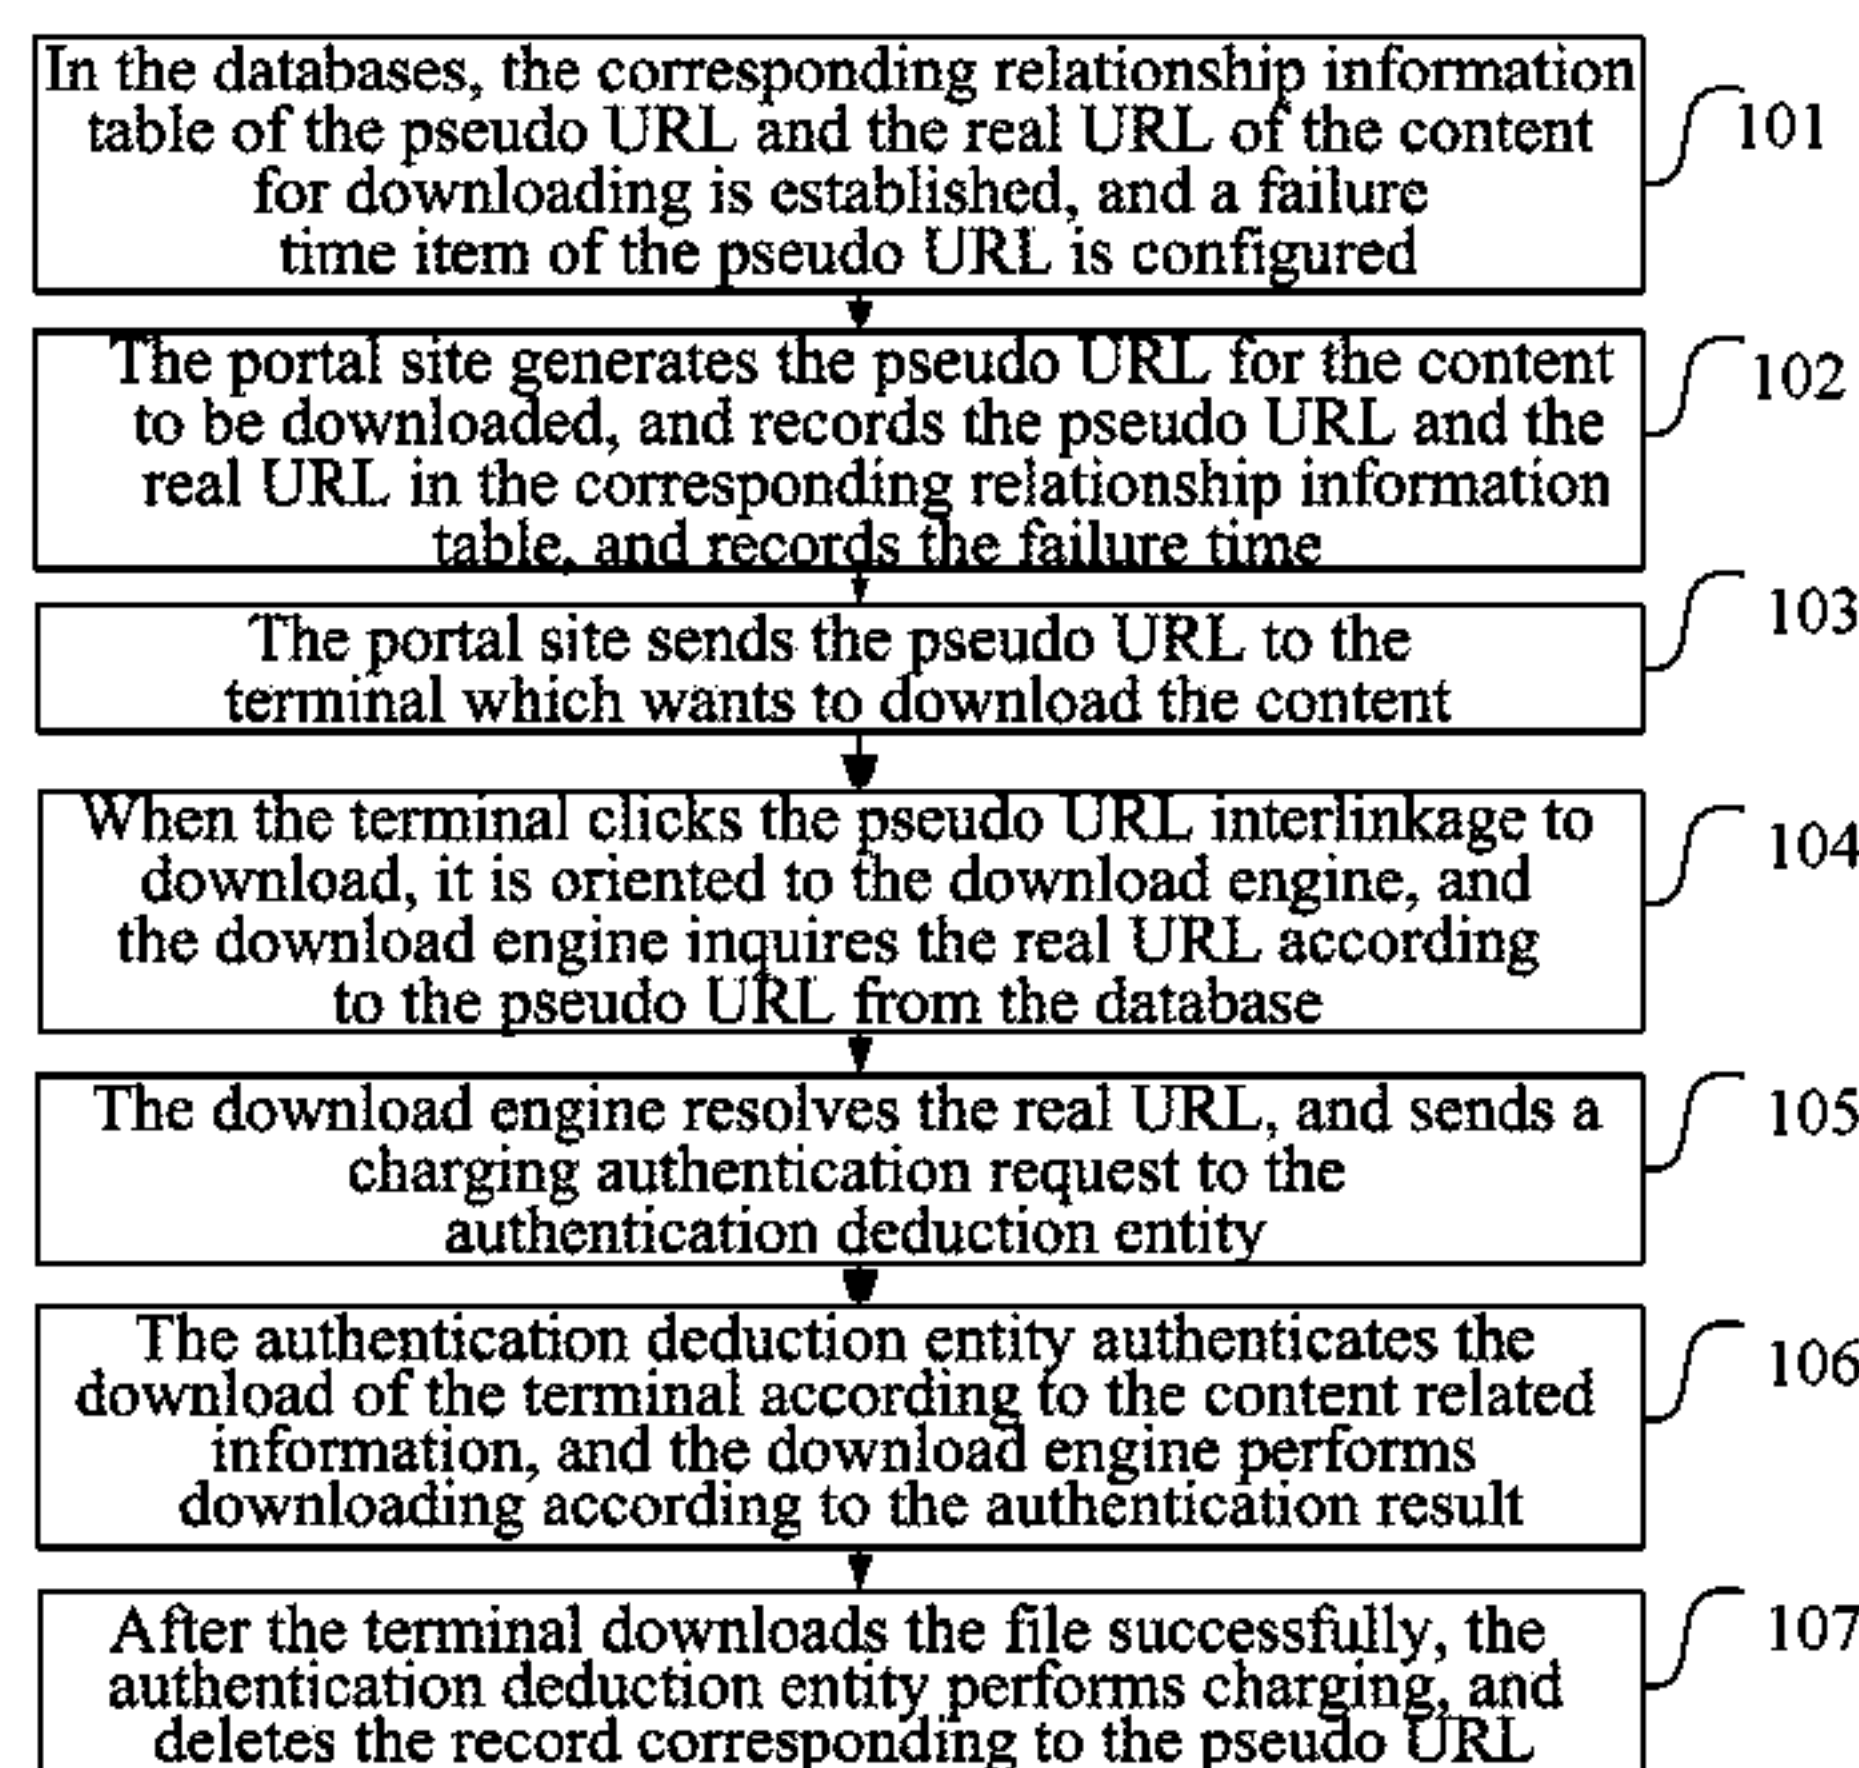 In the databases, the corresponding relationship information
table of the pseudo URL and the real URL of the content
for downloading is established, and a failure
time item of the pseudo URL is configured
101
The portal site generates the pseudo URL for the content
to be downloaded, and records the pseudo URL and the
real URL in the corresponding relationship information
table, and records the failure time
102
The portal site sends the pseudo URL to the
terminal which wants to download the content
103
When the terminal clicks the pseudo URL interlinkage to
download, it is oriented to the download engine, and
the download engine inquires the real URL according
to the pseudo URL from the database
104
The download engine resolves the real URL, and sends a
charging authentication request to the
authentication deduction entity
105
The authentication deduction entity authenticates the
download of the terminal according to the content related
information, and the download engine performs
downloading according to the authentication result
106
After the terminal downloads the file successfully, the
authentication deduction entity performs charging, and
deletes the record corresponding to the pseudo URL
107